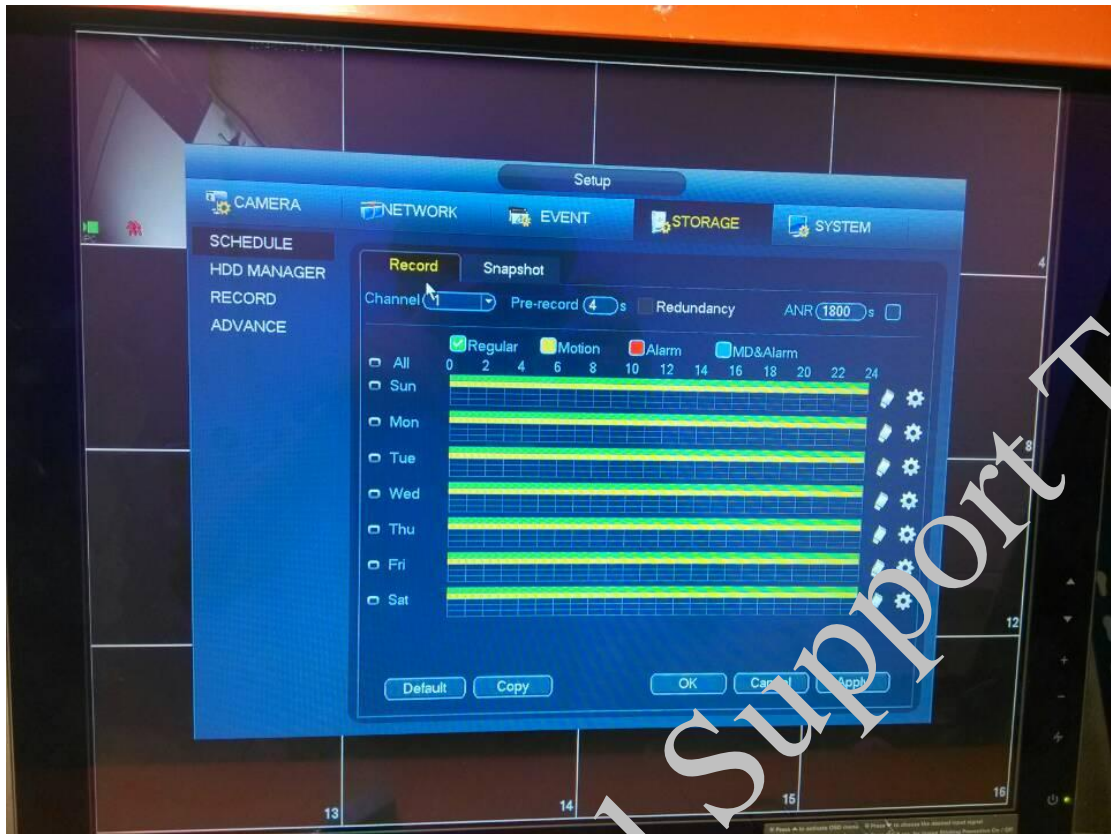 Setup
CAMERA
NETWORK
EVENT
STORAGE
SYSTEM
SCHEDULE
HDD MANAGER
RECORD
ADVANCE
Record Snapshot
Channel 1 Pre-record 4 s Redundancy ANR 1800 s
Regular Motion Alarm MD&Alarm
All 0 2 4 6 8 10 12 14 16 18 20 22 24
Sun
Mon
Tue
Wed
Thu
Fri
Sat
Default Copy OK Cancel Apply
4
8
12
13 14 15 16
Support T